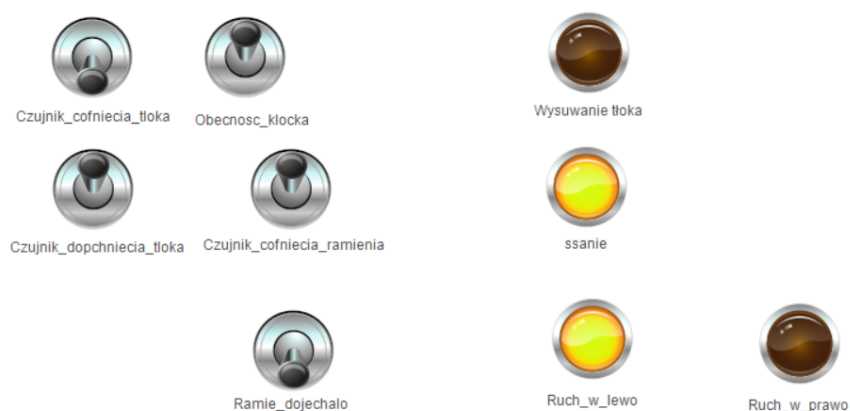 Czujnik_cofniecia_tloka
Obecnosc_klocka
Wysuwanie tłoka
Czujnik_dopchniecia_tloka
Czujnik_cofniecia_ramienia
ssanie
Ramie_dojechalo
Ruch_w_lewo
Ruch_w_prawo